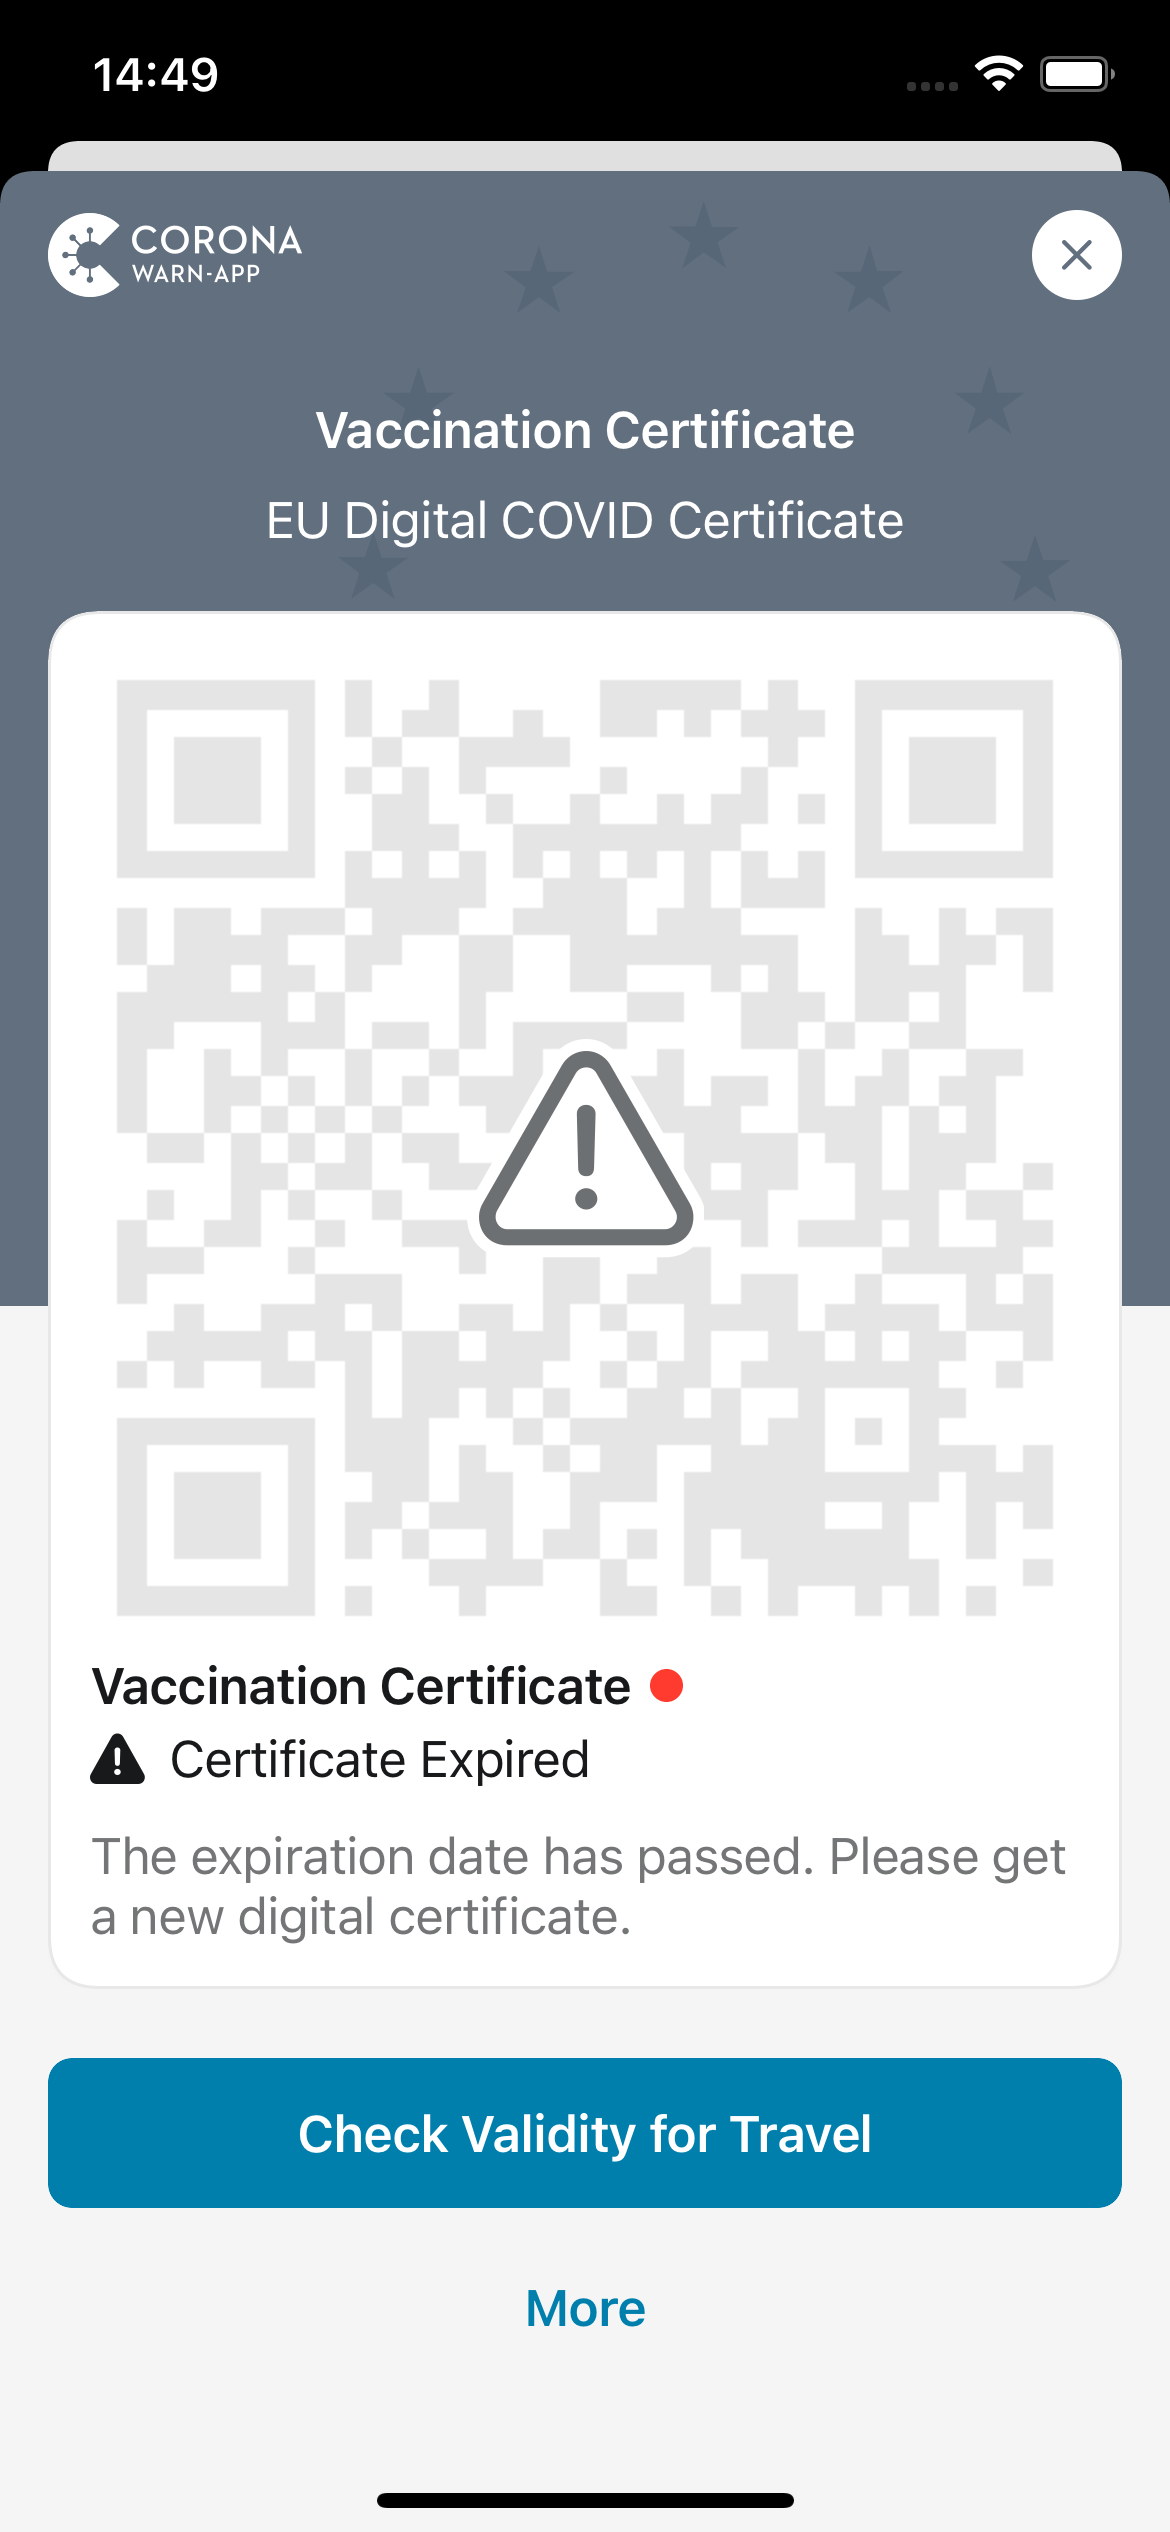 14:49
CORONA
WARN-APP
Vaccination Certificate
EU Digital COVID Certificate
Vaccination Certificate
Certificate Expired
The expiration date has passed. Please get
a new digital certificate.
Check Validity for Travel
More